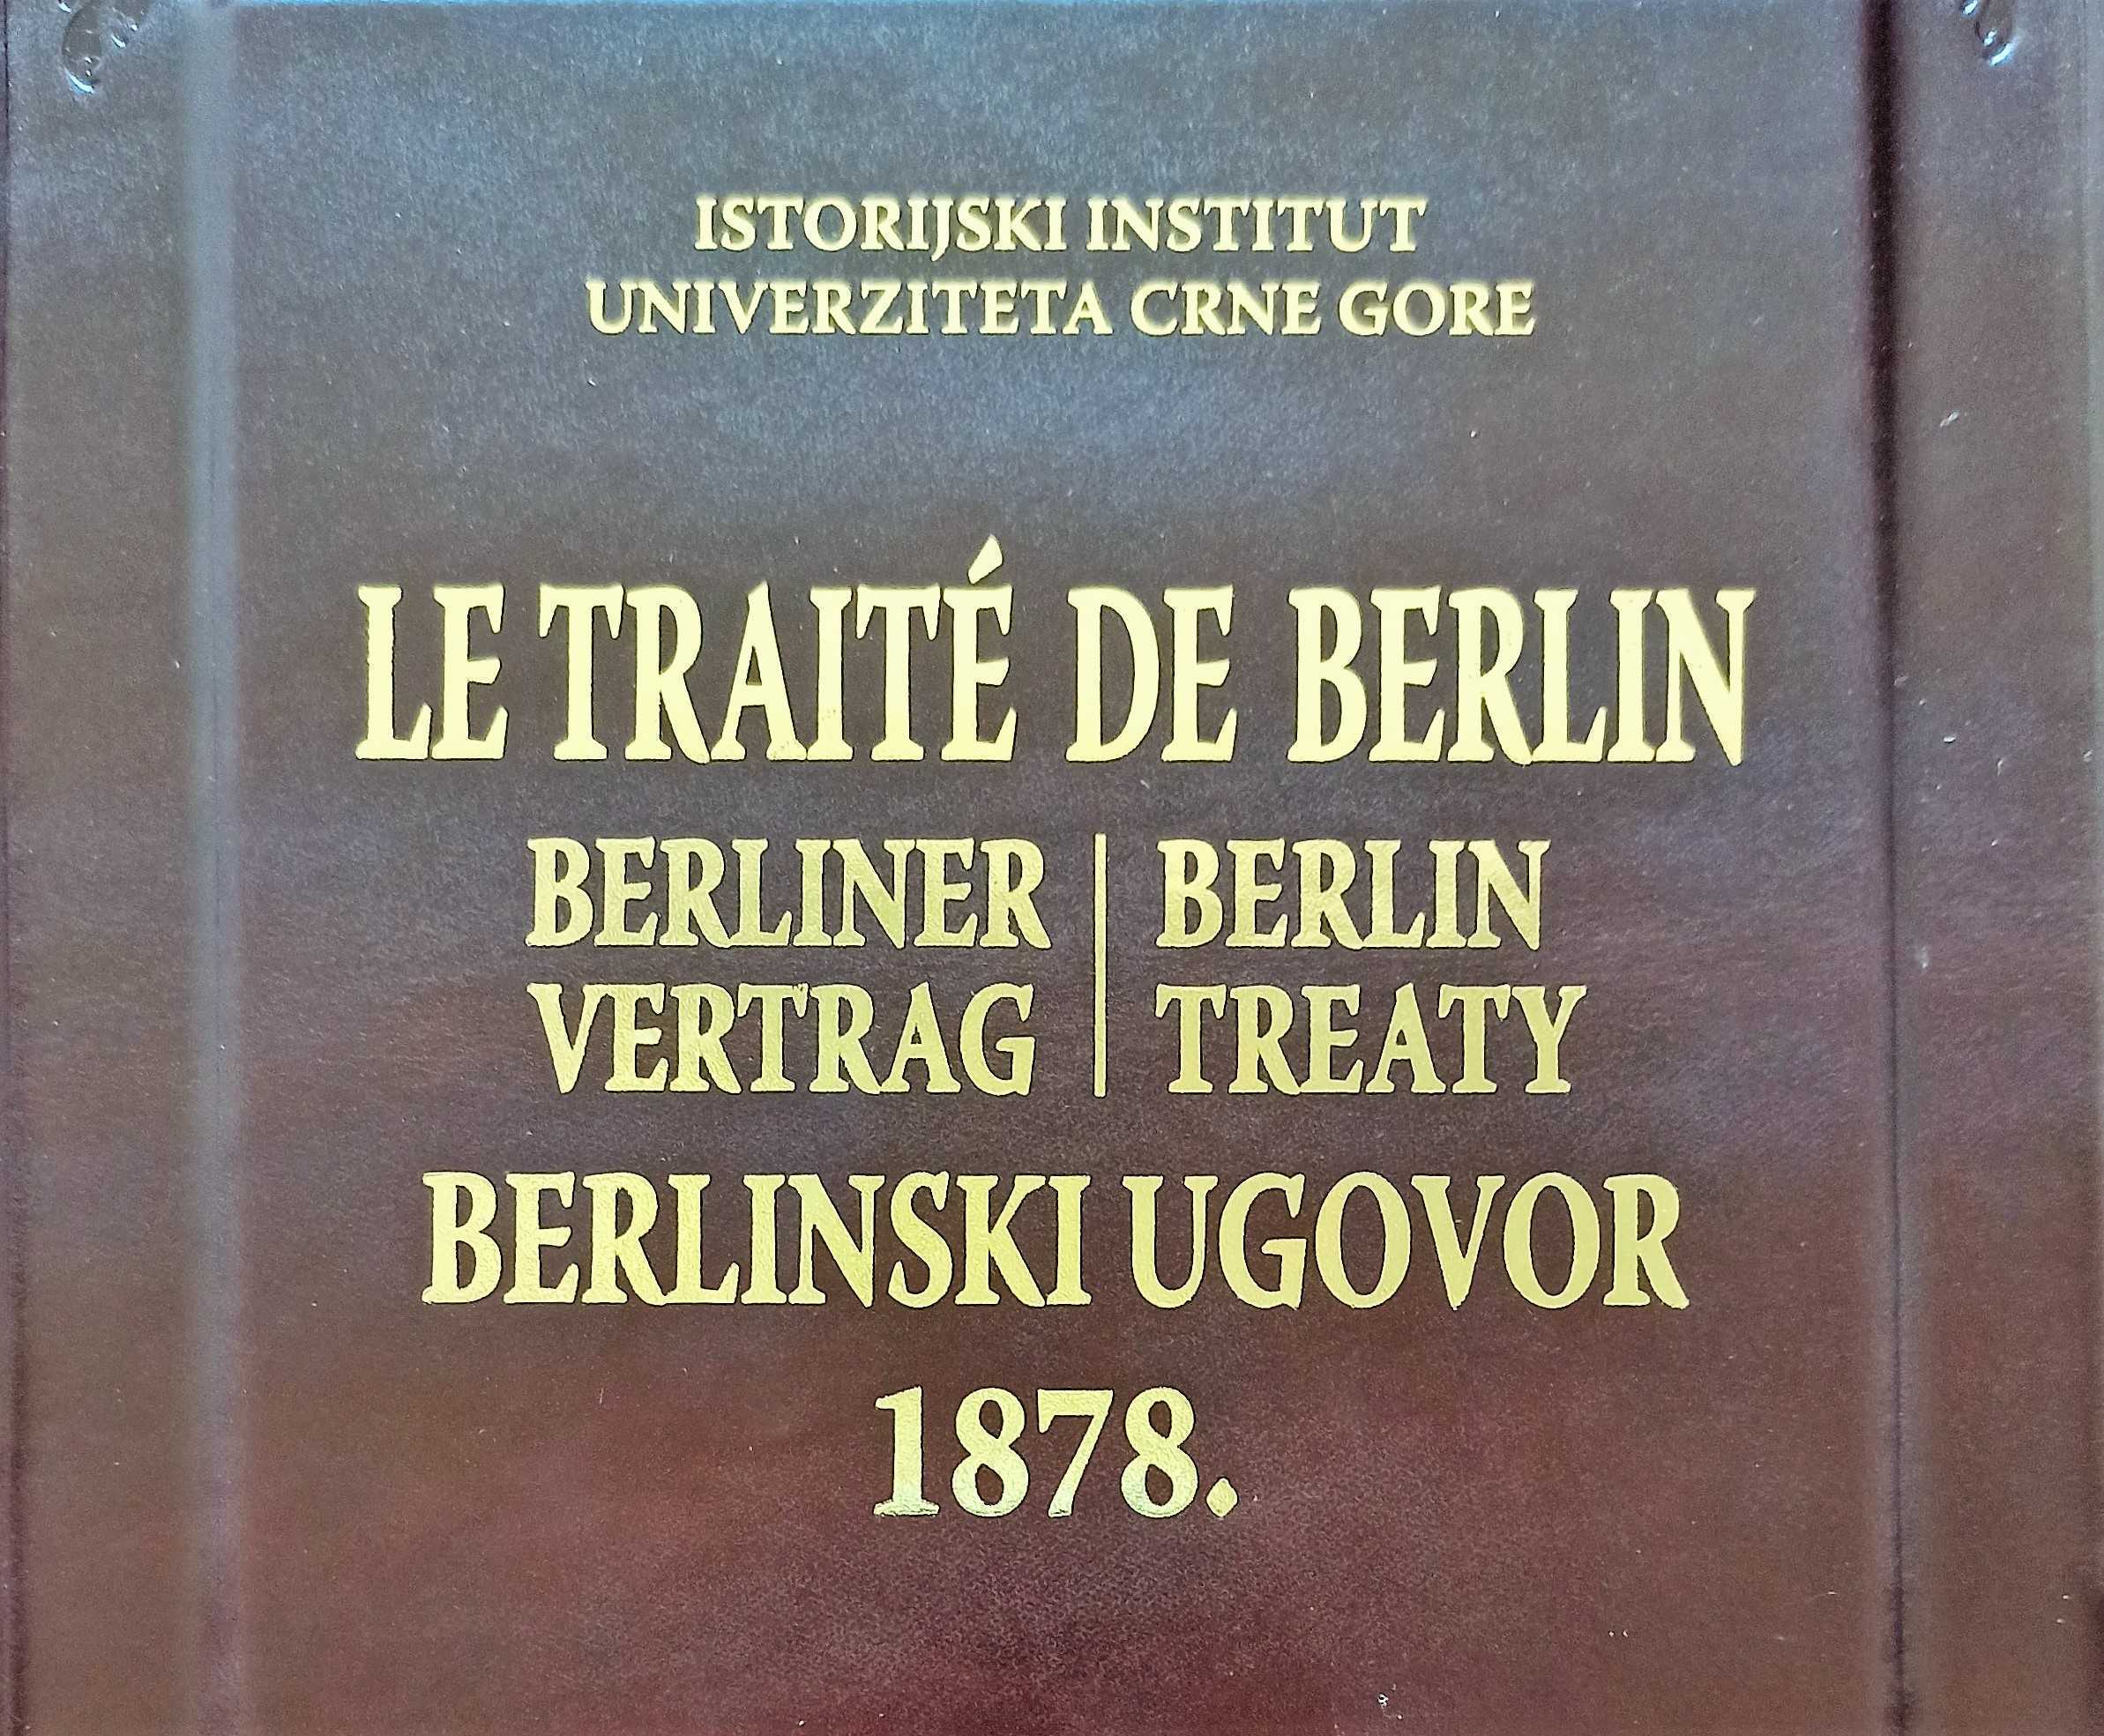 ISTORIJSKI INSTITUT
UNIVERZITETA CRNE GORE
LE TRAITÉ DE BERLIN
BERLINER
VERTRAG
BERLIN
TREATY
BERLINSKI UGOVOR
1878.